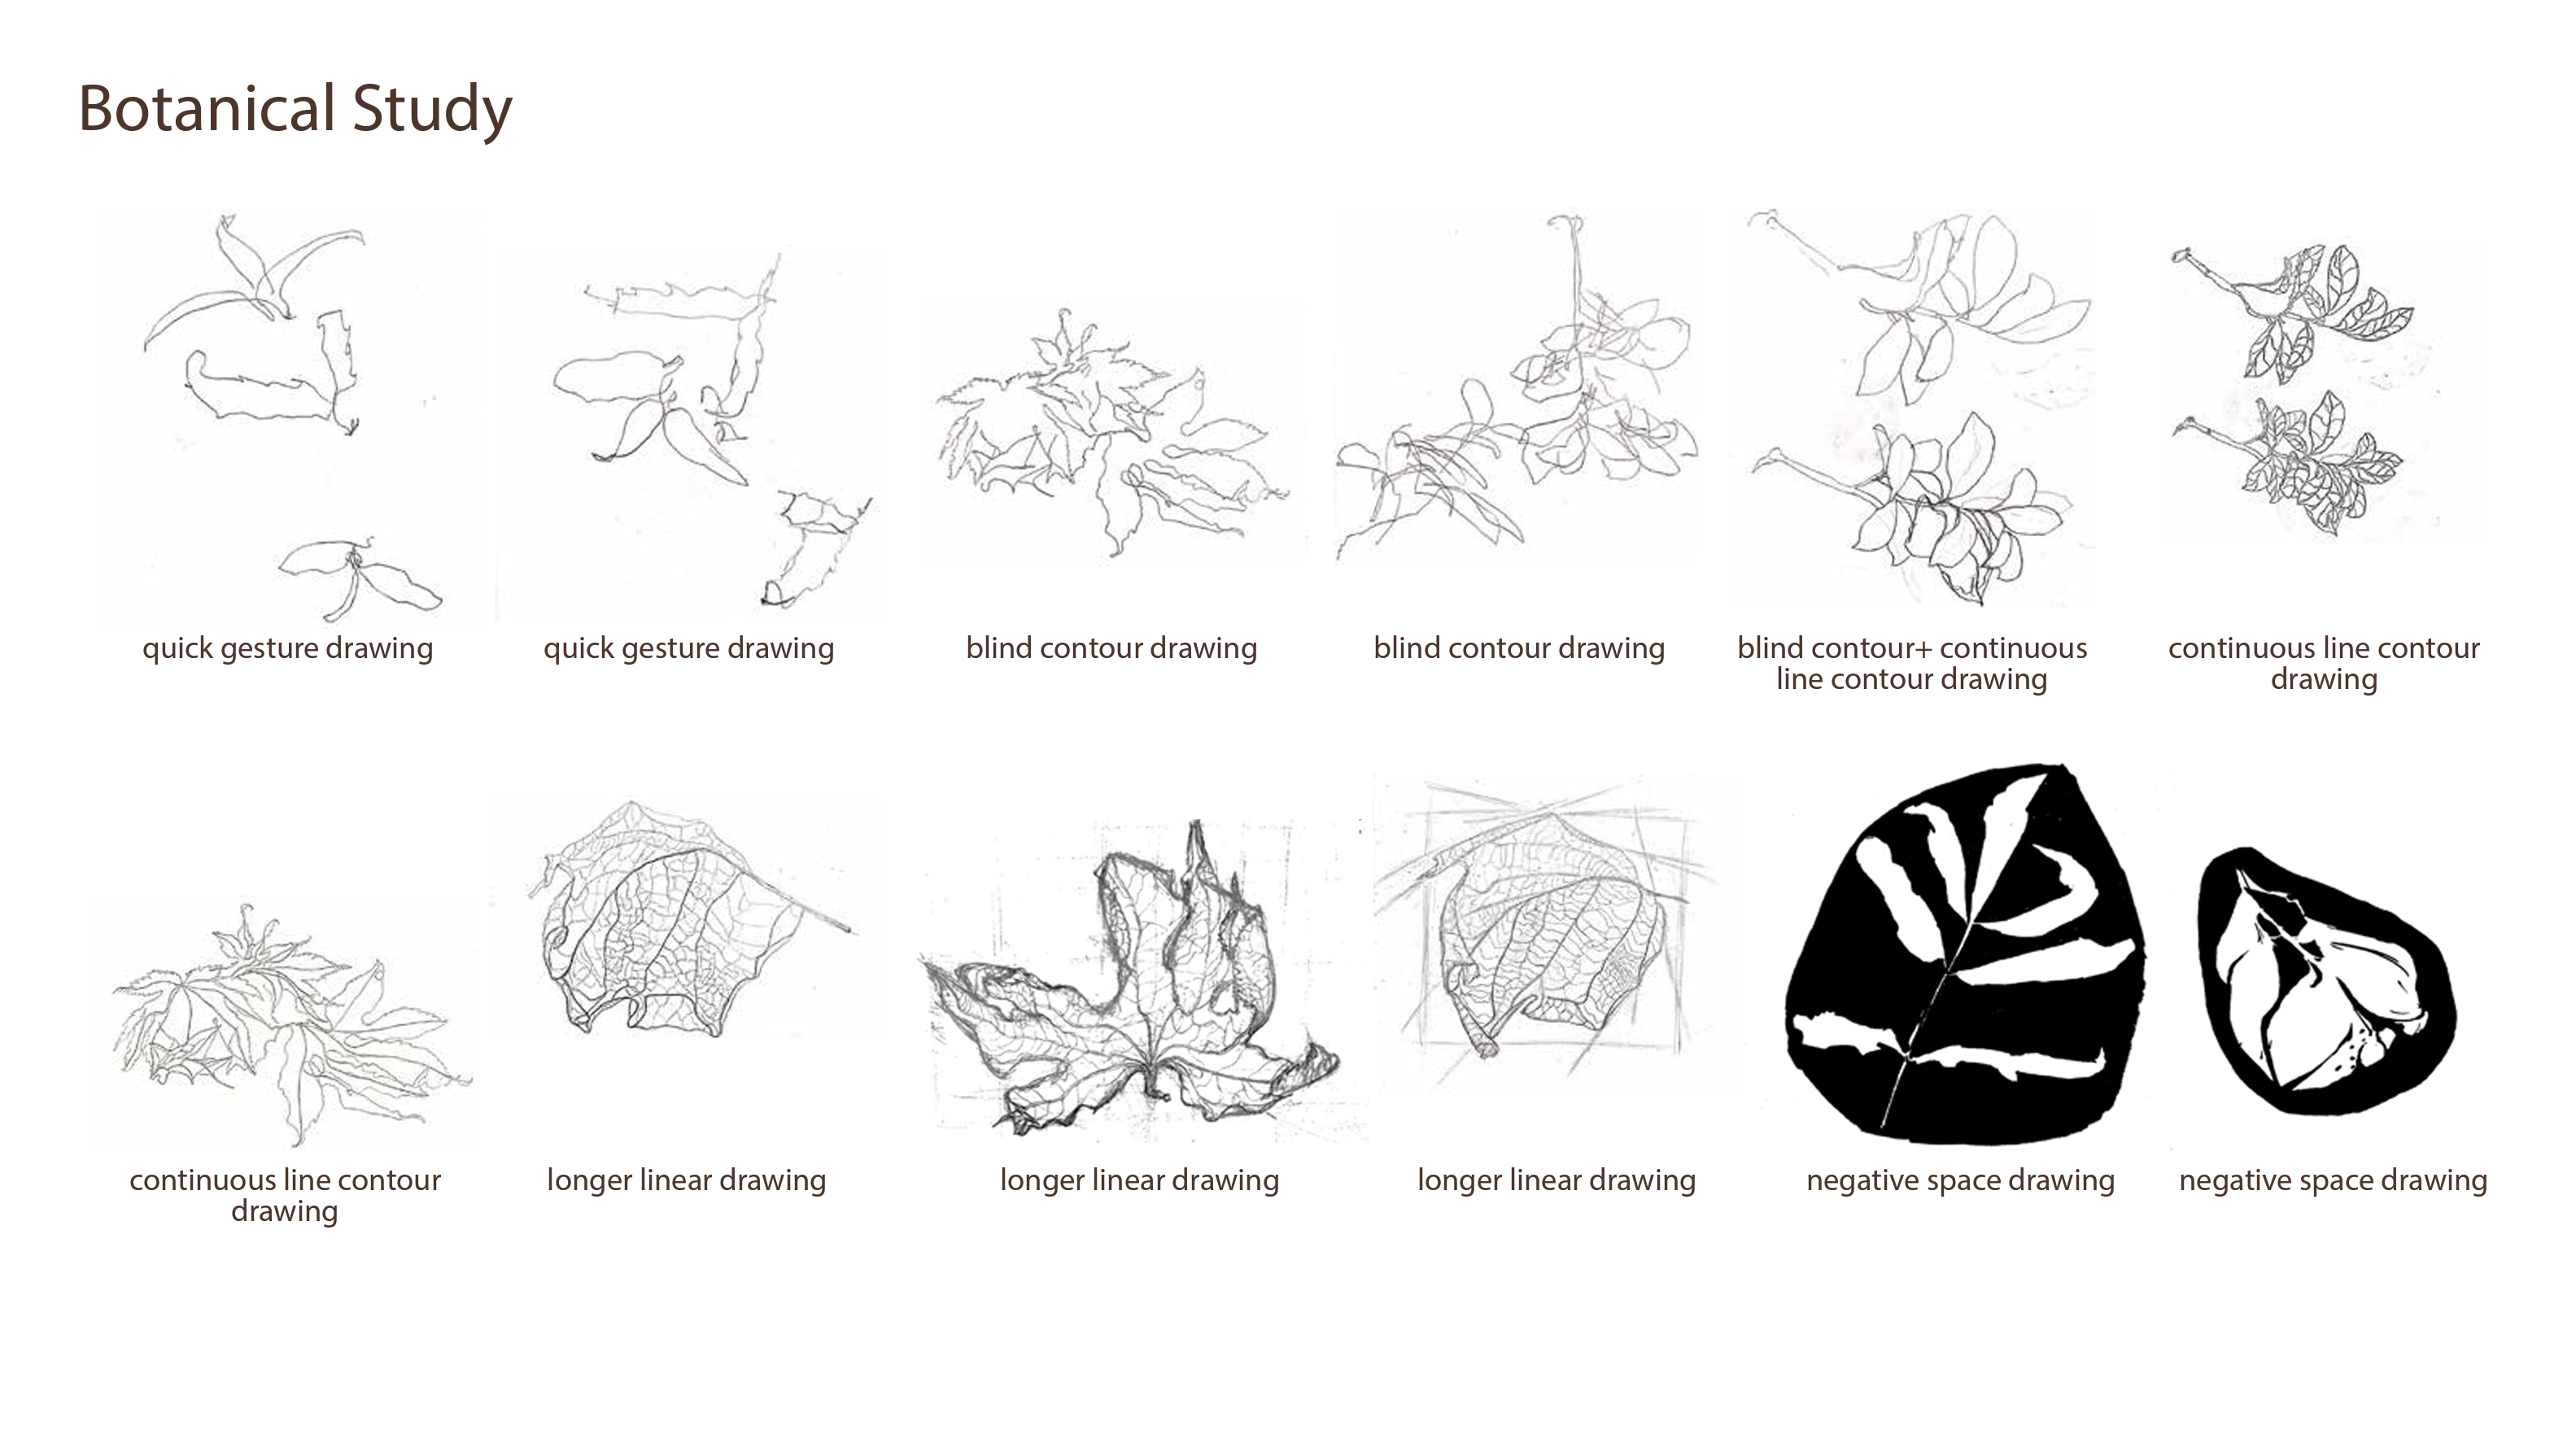 Botanical Study
quick gesture drawing
quick gesture drawing
blind contour drawing
blind contour drawing
blind contour+ continuous
line contour drawing
continuous line contour
drawing
continuous line contour
drawing
longer linear drawing
longer linear drawing
longer linear drawing
negative space drawing
negative space drawing